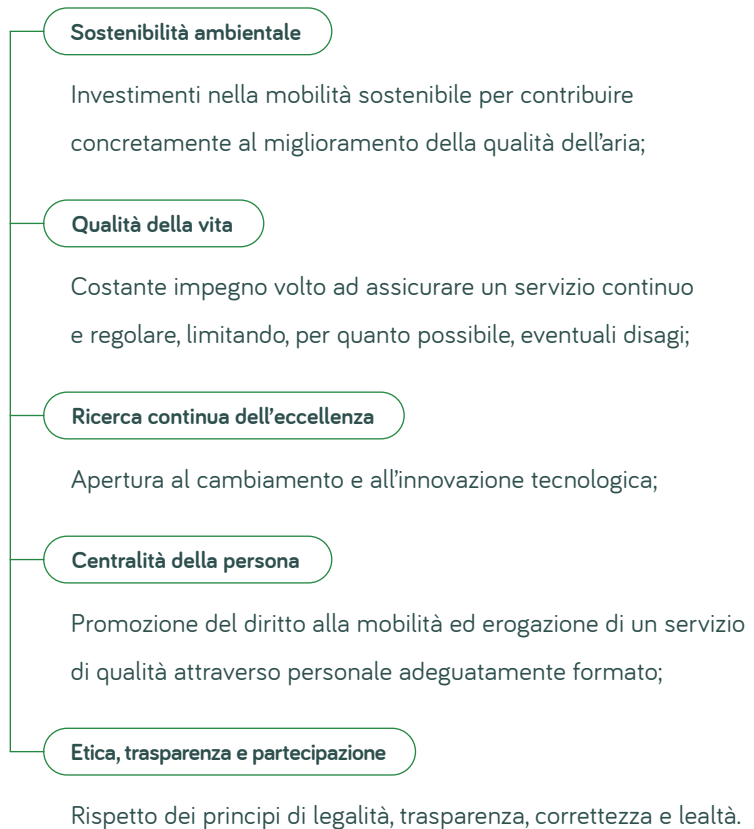 Sostenibilità ambientale
Investimenti nella mobilità sostenibile per contribuire
concretamente al miglioramento della qualità dell'aria;
Qualità della vita
Costante impegno volto ad assicurare un servizio continuo
e regolare, limitando, per quanto possibile, eventuali disagi;
Ricerca continua dell'eccellenza
Apertura al cambiamento e all'innovazione tecnologica;
Centralità della persona
Promozione del diritto alla mobilità ed erogazione di un servizio
di qualità attraverso personale adeguatamente formato;
Etica, trasparenza e partecipazione
Rispetto dei principi di legalità, trasparenza, correttezza e lealtà.